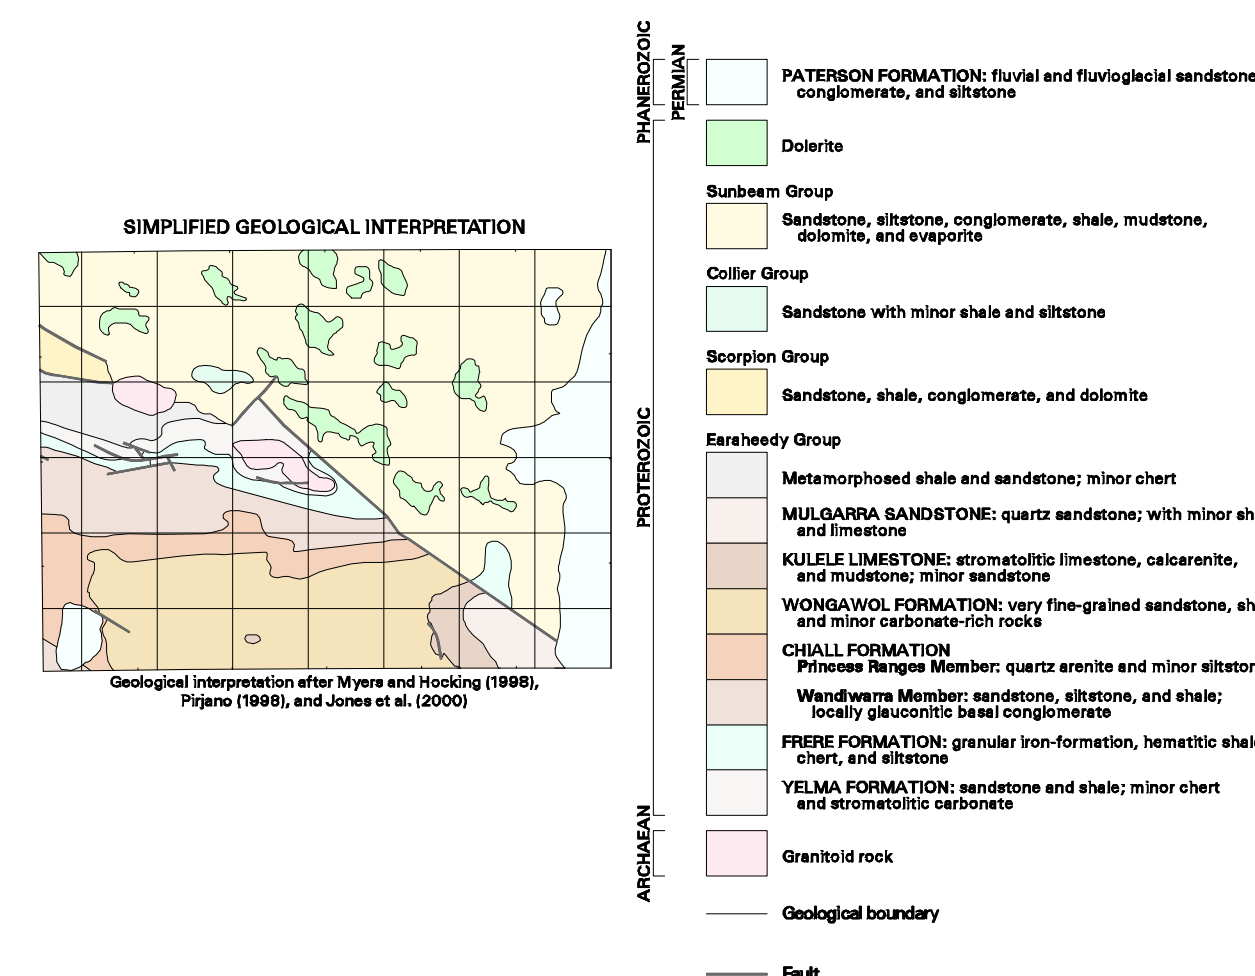 SIMPLIFIED GEOLOGICAL INTERPRETATION
Geological interpretation after Myers and Hocking (1998),
Pirjano (1998), and Jones et al. (2000)
PHANEROZOIC
PERMIAN
PATERSON FORMATION: fluvial and fluvioglacial sandstone
conglomerate, and siltstone
PROTEROZOIC
Dolerite
Sunbeam Group
Sandstone, siltstone, conglomerate, shale, mudstone,
dolomite, and evaporite
Collier Group
Sandstone with minor shale and siltstone
Scorpion Group
Sandstone, shale, conglomerate, and dolomite
Earaheedy Group
Metamorphosed shale and sandstone; minor chert
MULGARRA SANDSTONE: quartz sandstone; with minor
and limestone
KULELE LIMESTONE: stromatolitic limestone, calcarenite,
and mudstone; minor sandstone
WONGAWOL FORMATION: very fine-grained sandstone,
and minor carbonate-rich rocks
CHIALL FORMATION
Princess Ranges Member: quartz arenite and minor
Wandiwarra Member: sandstone, siltstone, and shale;
locally glauconitic basal conglomerate
FRERE FORMATION: granular iron-formation, hematitic
chert, and siltstone
YELMA FORMATION: sandstone and shale; minor chert
and stromatolitic carbonate
ARCHAEAN
Granitoid rock
Geological boundary
Fault